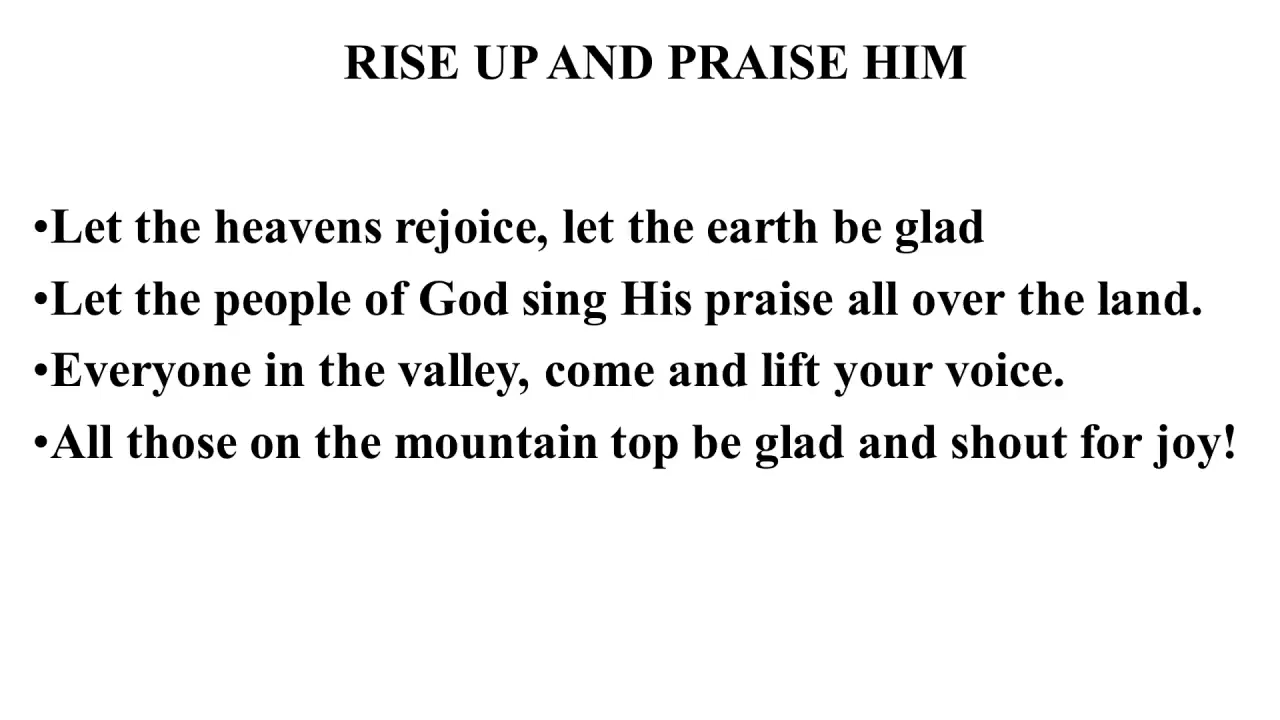 RISE UP AND PRAISE HIM
•Let the heavens rejoice, let the earth be glad
•Let the people of God sing His praise all over the land.
•Everyone in the valley, come and lift your voice.
•All those on the mountain top be glad and shout for joy!